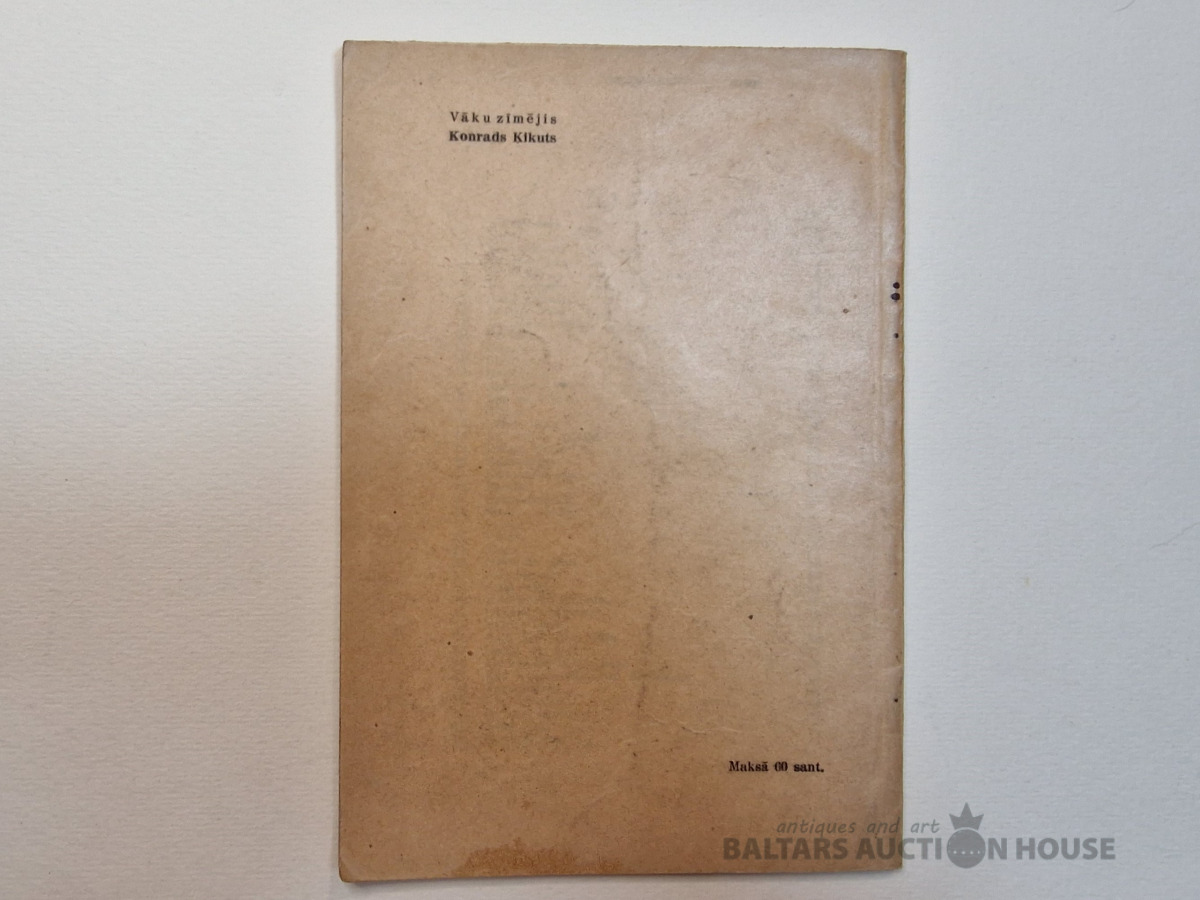 Vāku zīmējis
Konrads Ķikuts
Maksā 60 sant.
antiques and art
BALTARS AUCTION HOUSE